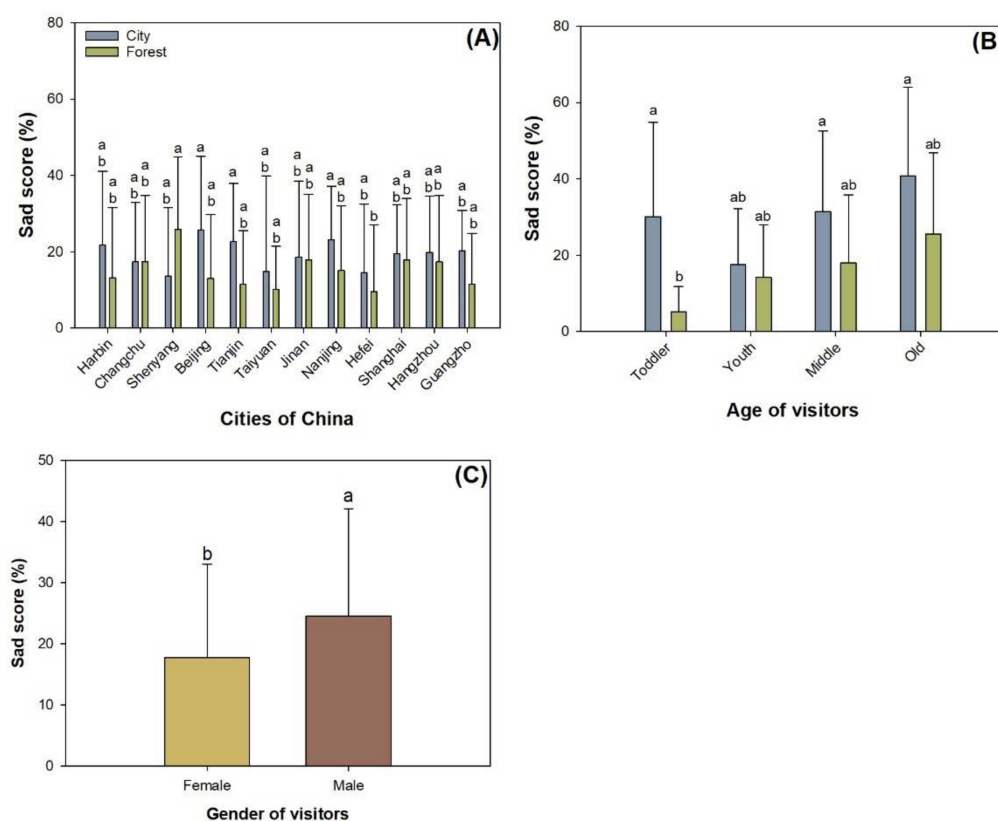 80
60
40
20
0
Sad score (%)
City
Forest
(A)
a b
a b
a b
a b
a b
a
a
a b
a
a b
a b
a b
a b
a b
a
a b
a b
b
a b
a b
a b
a b
a b
a b
Harbin
Changchu
Shenyang
Beijing
Tianjin
Taiyuan
Jinan
Nanjing
Hefei
Shanghai
Hangzhou
Guangzho
Cities of China
80
60
40
20
0
Sad score (%)
(B)
a
b
ab
ab
a
ab
a
ab
Toddler
Youth
Middle
Old
Age of visitors
50
40
30
20
10
0
Sad score (%)
(C)
b
a
Female
Male
Gender of visitors